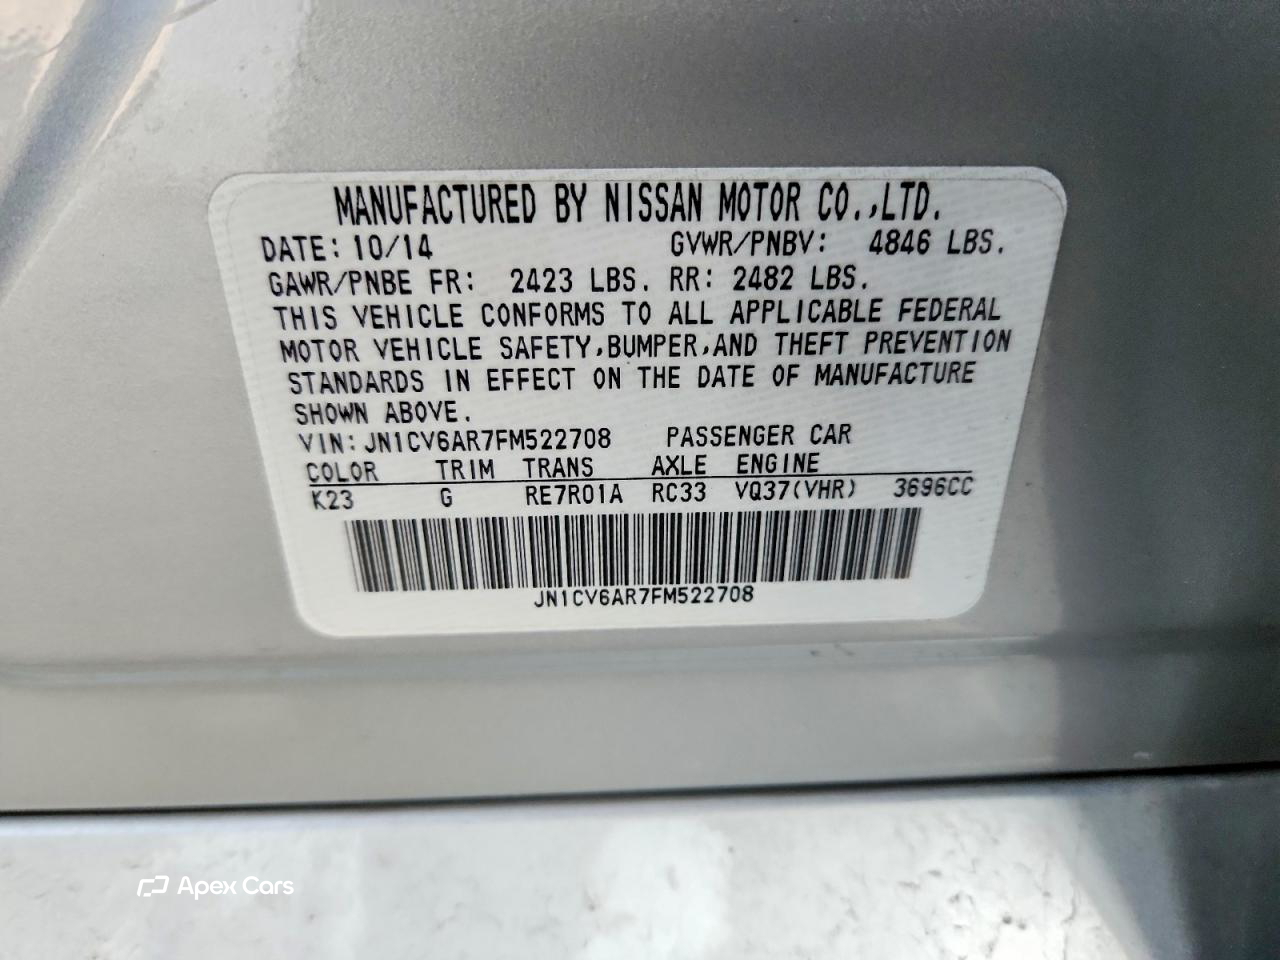 MANUFACTURED BY NISSAN MOTOR CO.,LTD.
DATE: 10/14 GVWR/PNBV: 4846 LBS.
GAWR/PNBE FR: 2423 LBS. RR: 2482 LBS.
THIS VEHICLE CONFORMS TO ALL APPLICABLE FEDERAL
MOTOR VEHICLE SAFETY,BUMPER,AND THEFT PREVENTION
STANDARDS IN EFFECT ON THE DATE OF MANUFACTURE
SHOWN ABOVE.
VIN: JN1CV6AR7FM522708 PASSENGER CAR
COLOR TRIM TRANS AXLE ENGINE
K23 G RE7R01A RC33 VQ37(VHR) 3696CC
JN1CV6AR7FM522708
Apex Cars